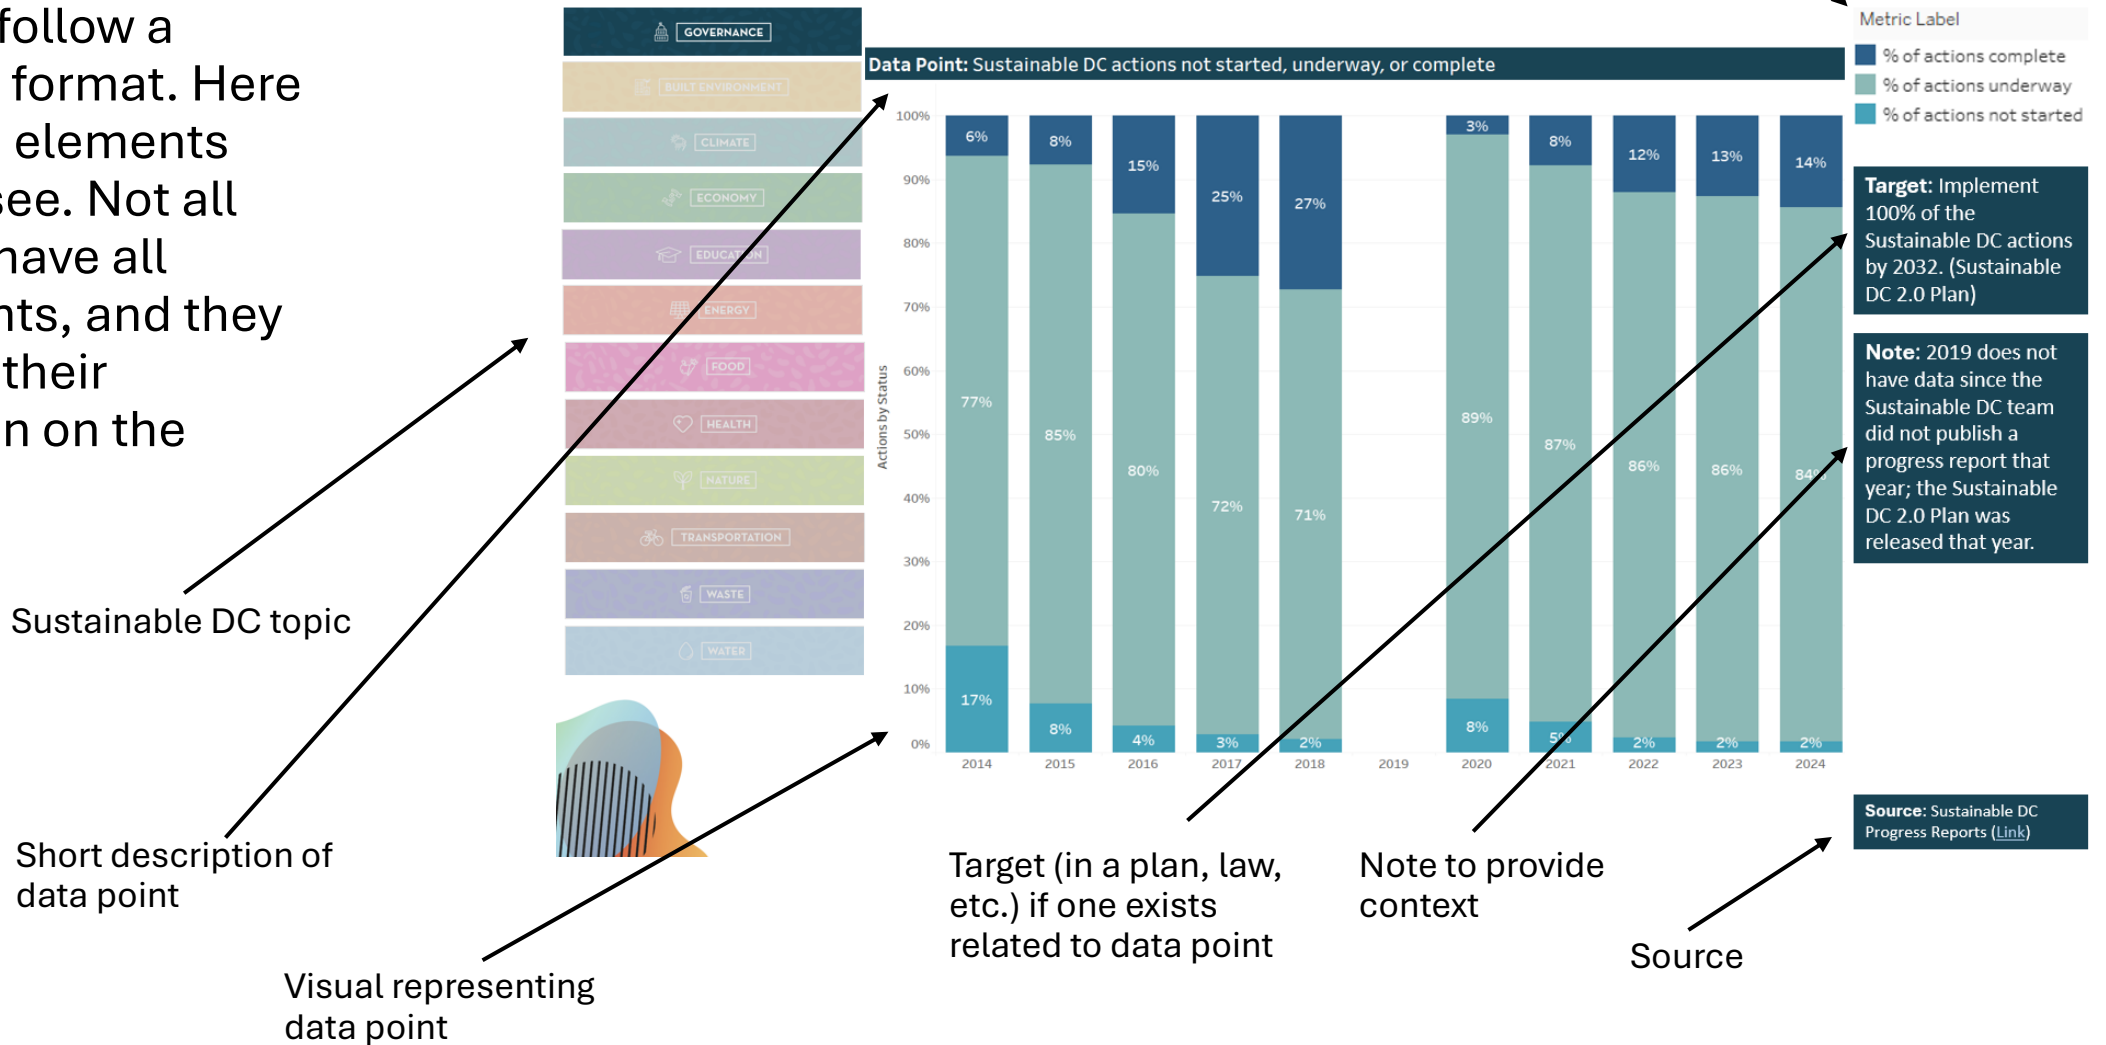 follow a
format. Here
elements
see. Not all
have all
nts, and they
their
n on the
Sustainable DC topic
Short description of
data point
Visual representing
data point
GOVERNANCE
BUILT ENVIRONMENT
CLIMATE
ECONOMY
EDUCATION
ENERGY
FOOD
HEALTH
NATURE
TRANSPORTATION
WASTE
WATER
Data Point: Sustainable DC actions not started, underway, or complete
Actions by Status
100%
90%
80%
70%
60%
50%
40%
30%
20%
10%
0%
6% 8% 15% 25% 27% 3% 8% 12% 13% 14%
77% 85% 80% 72% 71% 89% 87% 86% 86% 84%
17% 8% 4% 3% 2% 8% 5% 2% 2% 2%
2014 2015 2016 2017 2018 2019 2020 2021 2022 2023 2024
Metric Label
% of actions complete
% of actions underway
% of actions not started
Target: Implement
100% of the
Sustainable DC actions
by 2032. (Sustainable
DC 2.0 Plan)
Note: 2019 does not
have data since the
Sustainable DC team
did not publish a
progress report that
year; the Sustainable
DC 2.0 Plan was
released that year.
Source: Sustainable DC
Progress Reports (Link)
Target (in a plan, law,
etc.) if one exists
related to data point
Note to provide
context
Source